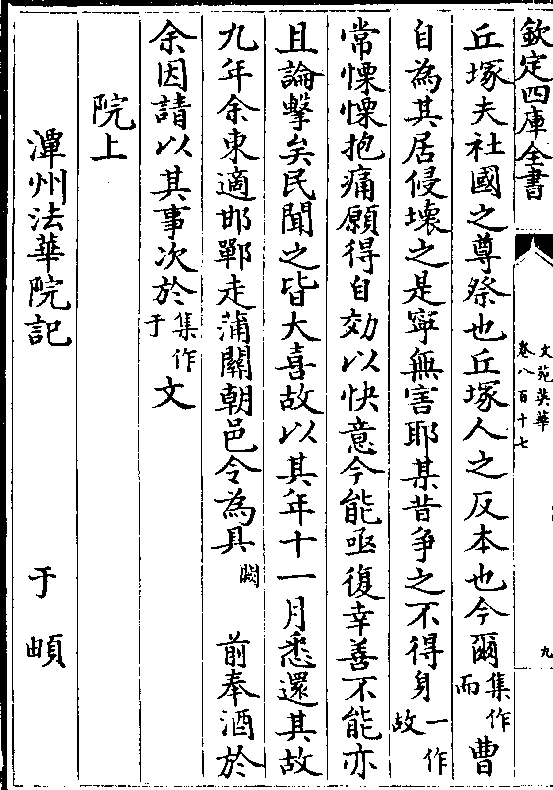 欽定四庫全書
文苑英華
卷八百十七
九
丘塚夫社國之尊祭也丘塚人之反本也今爾集作而曹
自為其居侵壞之是寧無害耶某昔爭之不得身一作故
常慄慄抱痛願得自効以快意今能亟復幸善不能亦
且論擊矣民聞之皆大喜故以其年十一月悉還其故
九年余東適邯鄲走蒲關朝邑令為具闕 前奉酒於
余因請以其事次於集作于文
院上
潭州法華院記 于頔